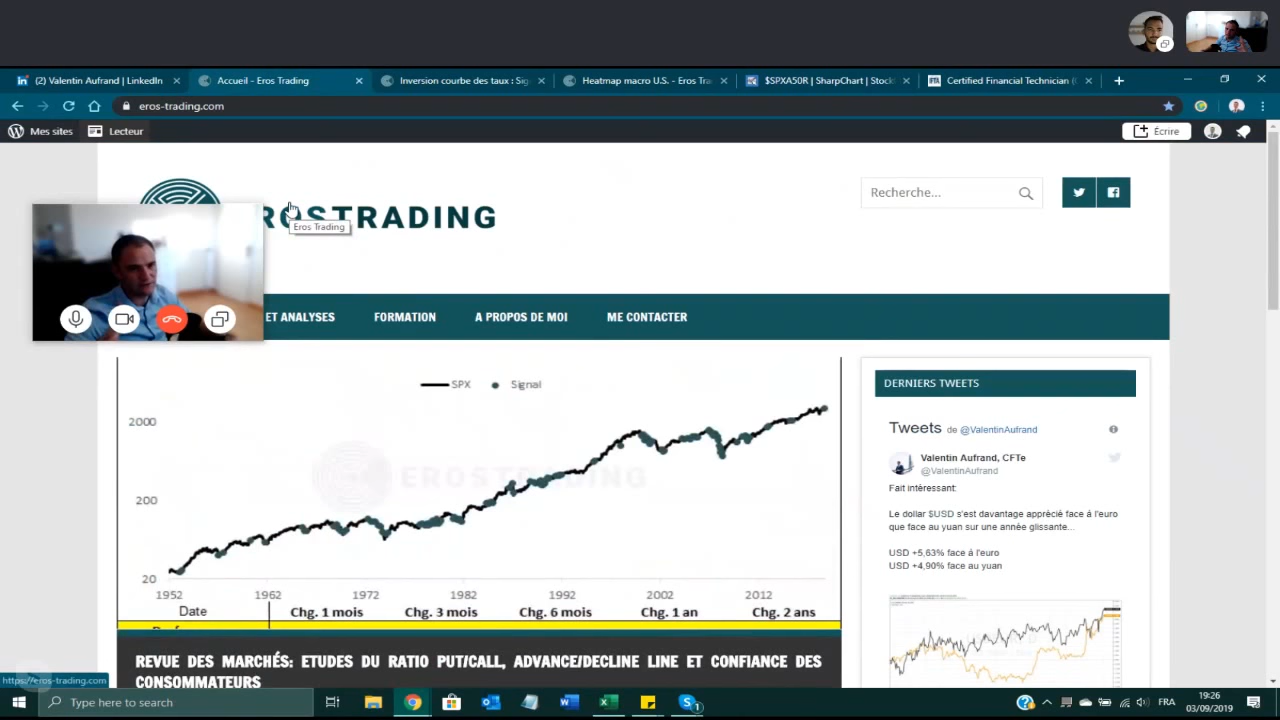 (2) Valentin Aufrand | LinkedIn
Accueil - Eros Trading
Inversion courbe des taux : Sig
Heatmap macro U.S. - Eros Tra
$SPXA50R | SharpChart | Stock
Certified Financial Technician (
eros-trading.com
Mes sites
Lecteur
Écrire
EROSTRADING
Eros Trading
Recherche...
ET ANALYSES
FORMATION
A PROPOS DE MOI
ME CONTACTER
SPX
Signal
2000
200
20
EROSTRADING
1952
1962
1972
1982
1992
2002
2012
Date
Chg. 1 mois
Chg. 3 mois
Chg. 6 mois
Chg. 1 an
Chg. 2 ans
REVUE DES MARCHÉS: ETUDES DU RATIO PUT/CALL, ADVANCE/DECLINE LINE ET CONFIANCE DES
CONSOMMATEURS
DERNIERS TWEETS
Tweets de @ValentinAufrand
Valentin Aufrand, CFTe
@ValentinAufrand
Fait intéressant:
Le dollar $USD s'est davantage apprécié face à l'euro
que face au yuan sur une année glissante...
USD +5,63% face à l'euro
USD +4,90% face au yuan
https://eros-trading.com
Type here to search
1
FRA
19:26
03/09/2019